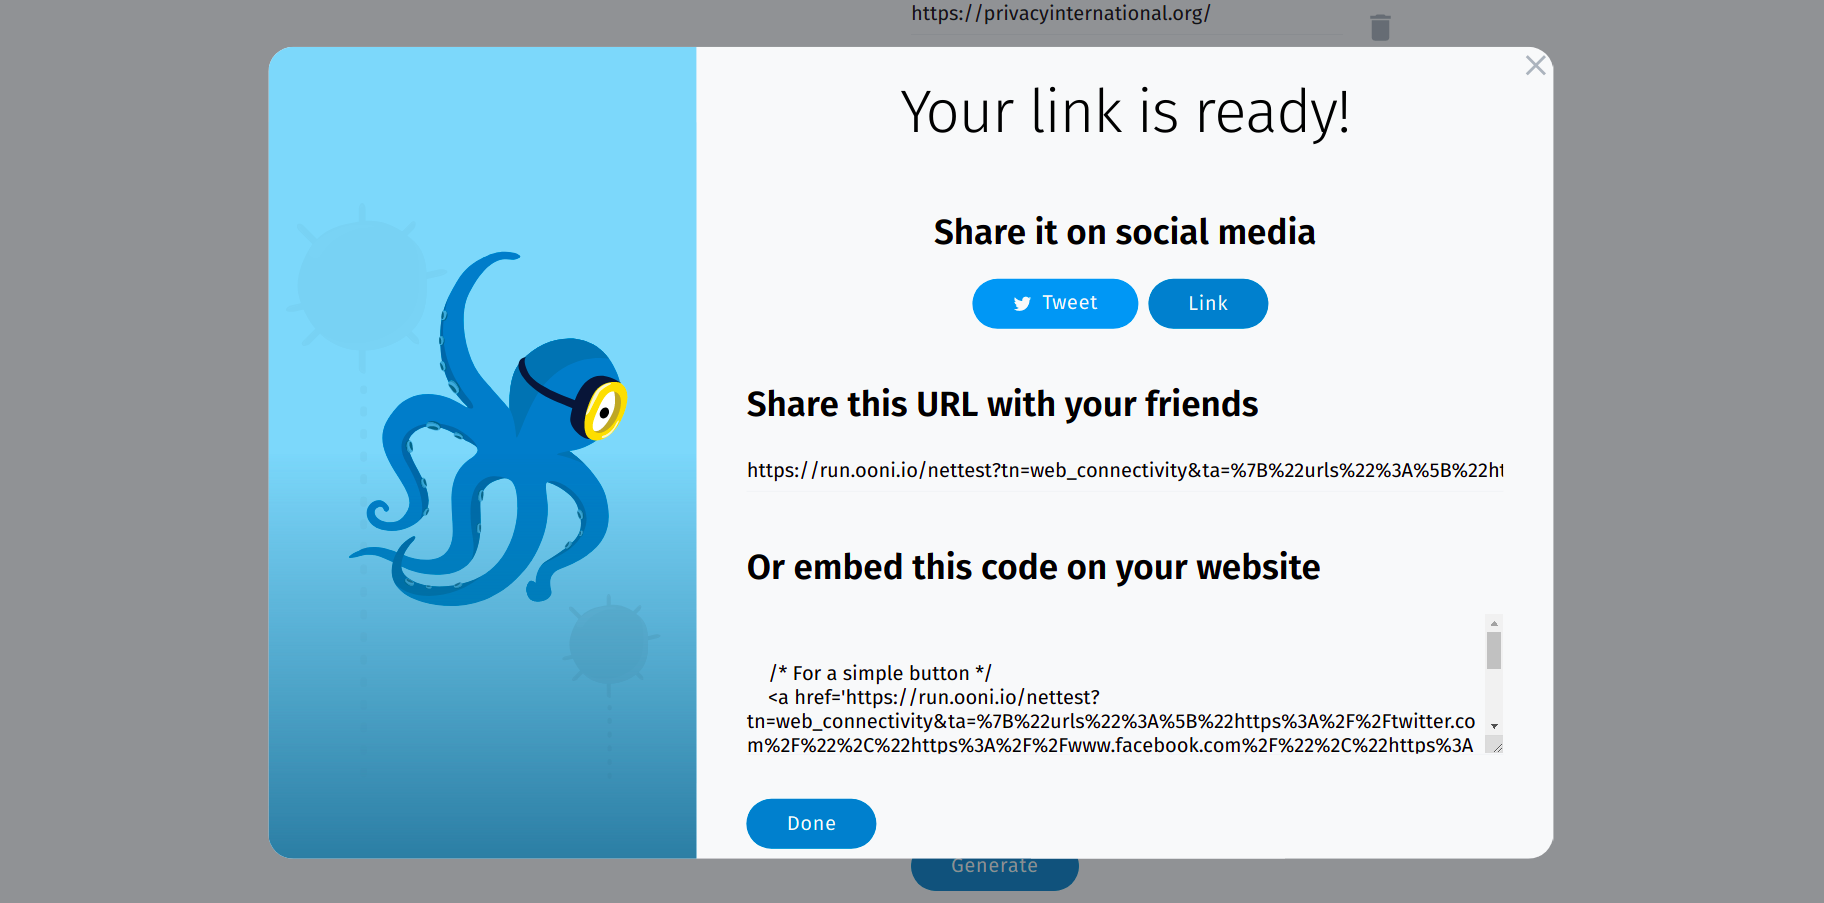 https://privacyinternational.org/
Your link is ready!
Share it on social media
Tweet
Link
Share this URL with your friends
https://run.ooni.io/nettest?tn=web_connectivity&ta=%7B%22urls%22%3A%5B%22ht
Or embed this code on your website
/* For a simple button */
<a href='https://run.ooni.io/nettest?
tn=web_connectivity&ta=%7B%22urls%22%3A%5B%22https%3A%2F%2Ftwitter.co
m%2F%22%2C%22https%3A%2F%2Fwww.facebook.com%2F%22%2C%22https%3A
Done
Generate